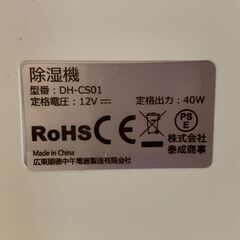 除湿機
型番： DH-CS01
定格電圧：12V⎓ 定格出力：40W
RoHS CE PSE
株式会社
泰成商事
Made in China
広東順徳中午電器製造有限公司